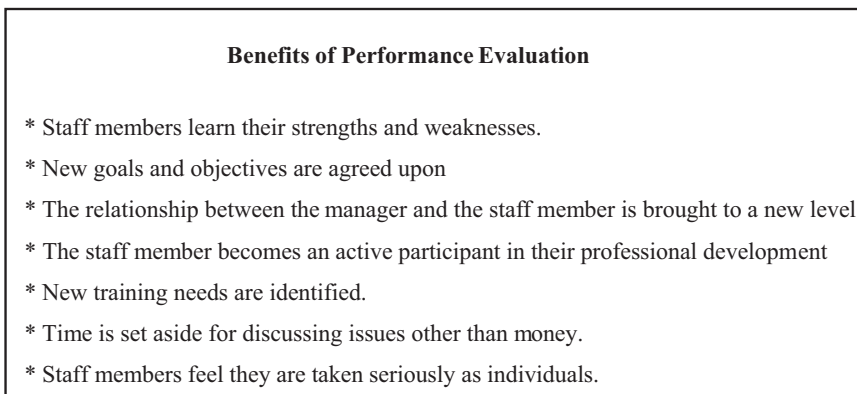 Benefits of Performance Evaluation
* Staff members learn their strengths and weaknesses.
* New goals and objectives are agreed upon
* The relationship between the manager and the staff member is brought to a new level
* The staff member becomes an active participant in their professional development
* New training needs are identified.
* Time is set aside for discussing issues other than money.
* Staff members feel they are taken seriously as individuals.